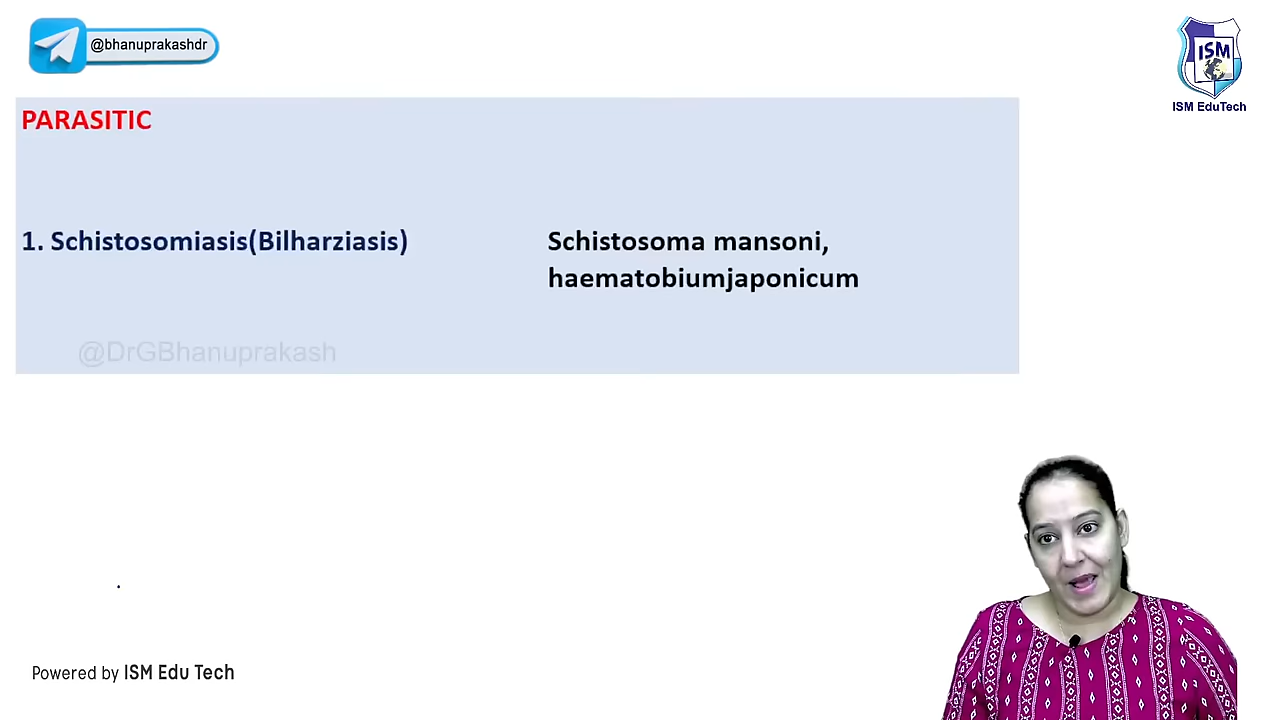 @bhanuprakashdr
ISM
ISM EduTech
PARASITIC
1. Schistosomiasis(Bilharziasis)
Schistosoma mansoni,
haematobiumjaponicum
@DrGBhanuprakash
Powered by ISM Edu Tech